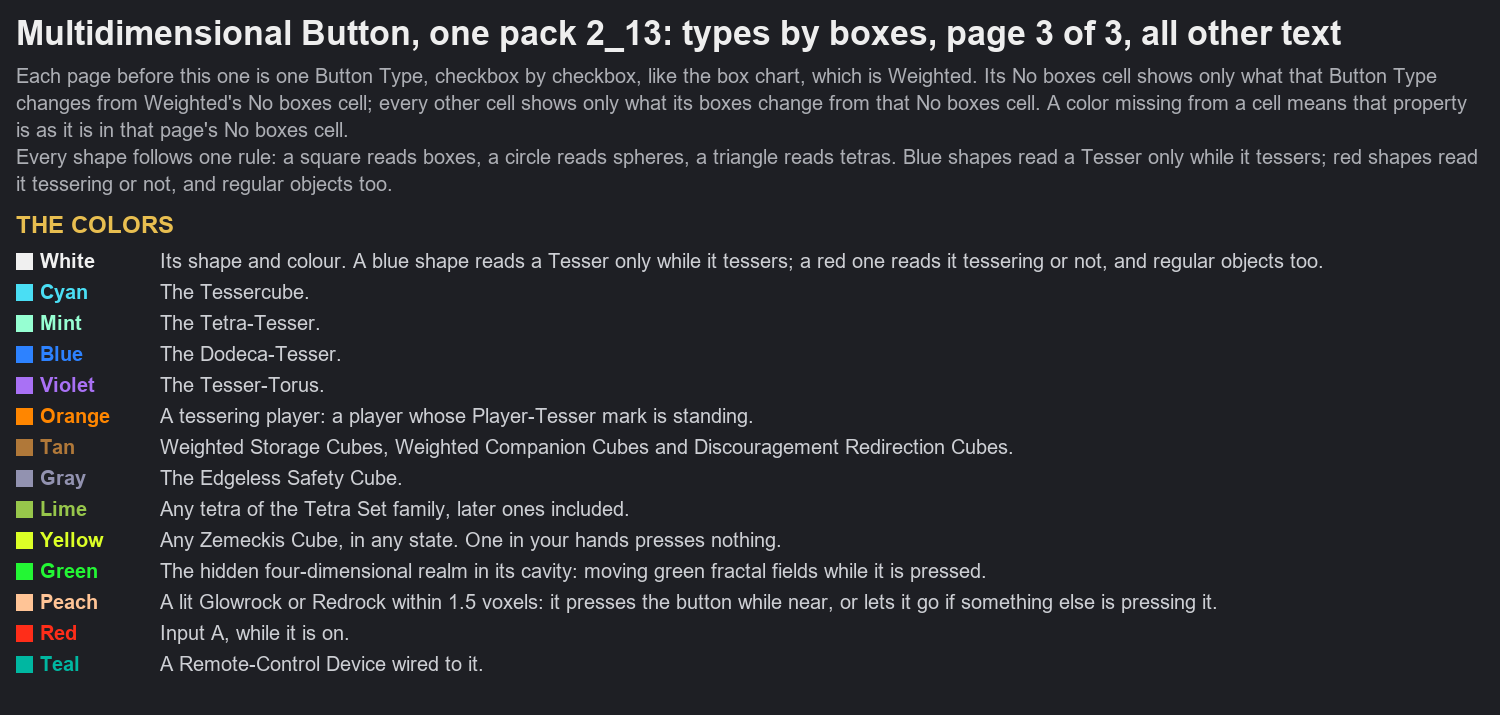 Multidimensional Button, one pack 2_13: types by boxes, page 3 of 3, all other text
Each page before this one is one Button Type, checkbox by checkbox, like the box chart, which is Weighted. Its No boxes cell shows only what that Button Type
changes from Weighted's No boxes cell; every other cell shows only what its boxes change from that No boxes cell. A color missing from a cell means that property
is as it is in that page's No boxes cell.
Every shape follows one rule: a square reads boxes, a circle reads spheres, a triangle reads tetras. Blue shapes read a Tesser only while it tessers; red shapes read
it tessering or not, and regular objects too.
THE COLORS
White Its shape and colour. A blue shape reads a Tesser only while it tessers; a red one reads it tessering or not, and regular objects too.
Cyan The Tessercube.
Mint The Tetra-Tesser.
Blue The Dodeca-Tesser.
Violet The Tesser-Torus.
Orange A tessering player: a player whose Player-Tesser mark is standing.
Tan Weighted Storage Cubes, Weighted Companion Cubes and Discouragement Redirection Cubes.
Gray The Edgeless Safety Cube.
Lime Any tetra of the Tetra Set family, later ones included.
Yellow Any Zemeckis Cube, in any state. One in your hands presses nothing.
Green The hidden four-dimensional realm in its cavity: moving green fractal fields while it is pressed.
Peach A lit Glowrock or Redrock within 1.5 voxels: it presses the button while near, or lets it go if something else is pressing it.
Red Input A, while it is on.
Teal A Remote-Control Device wired to it.